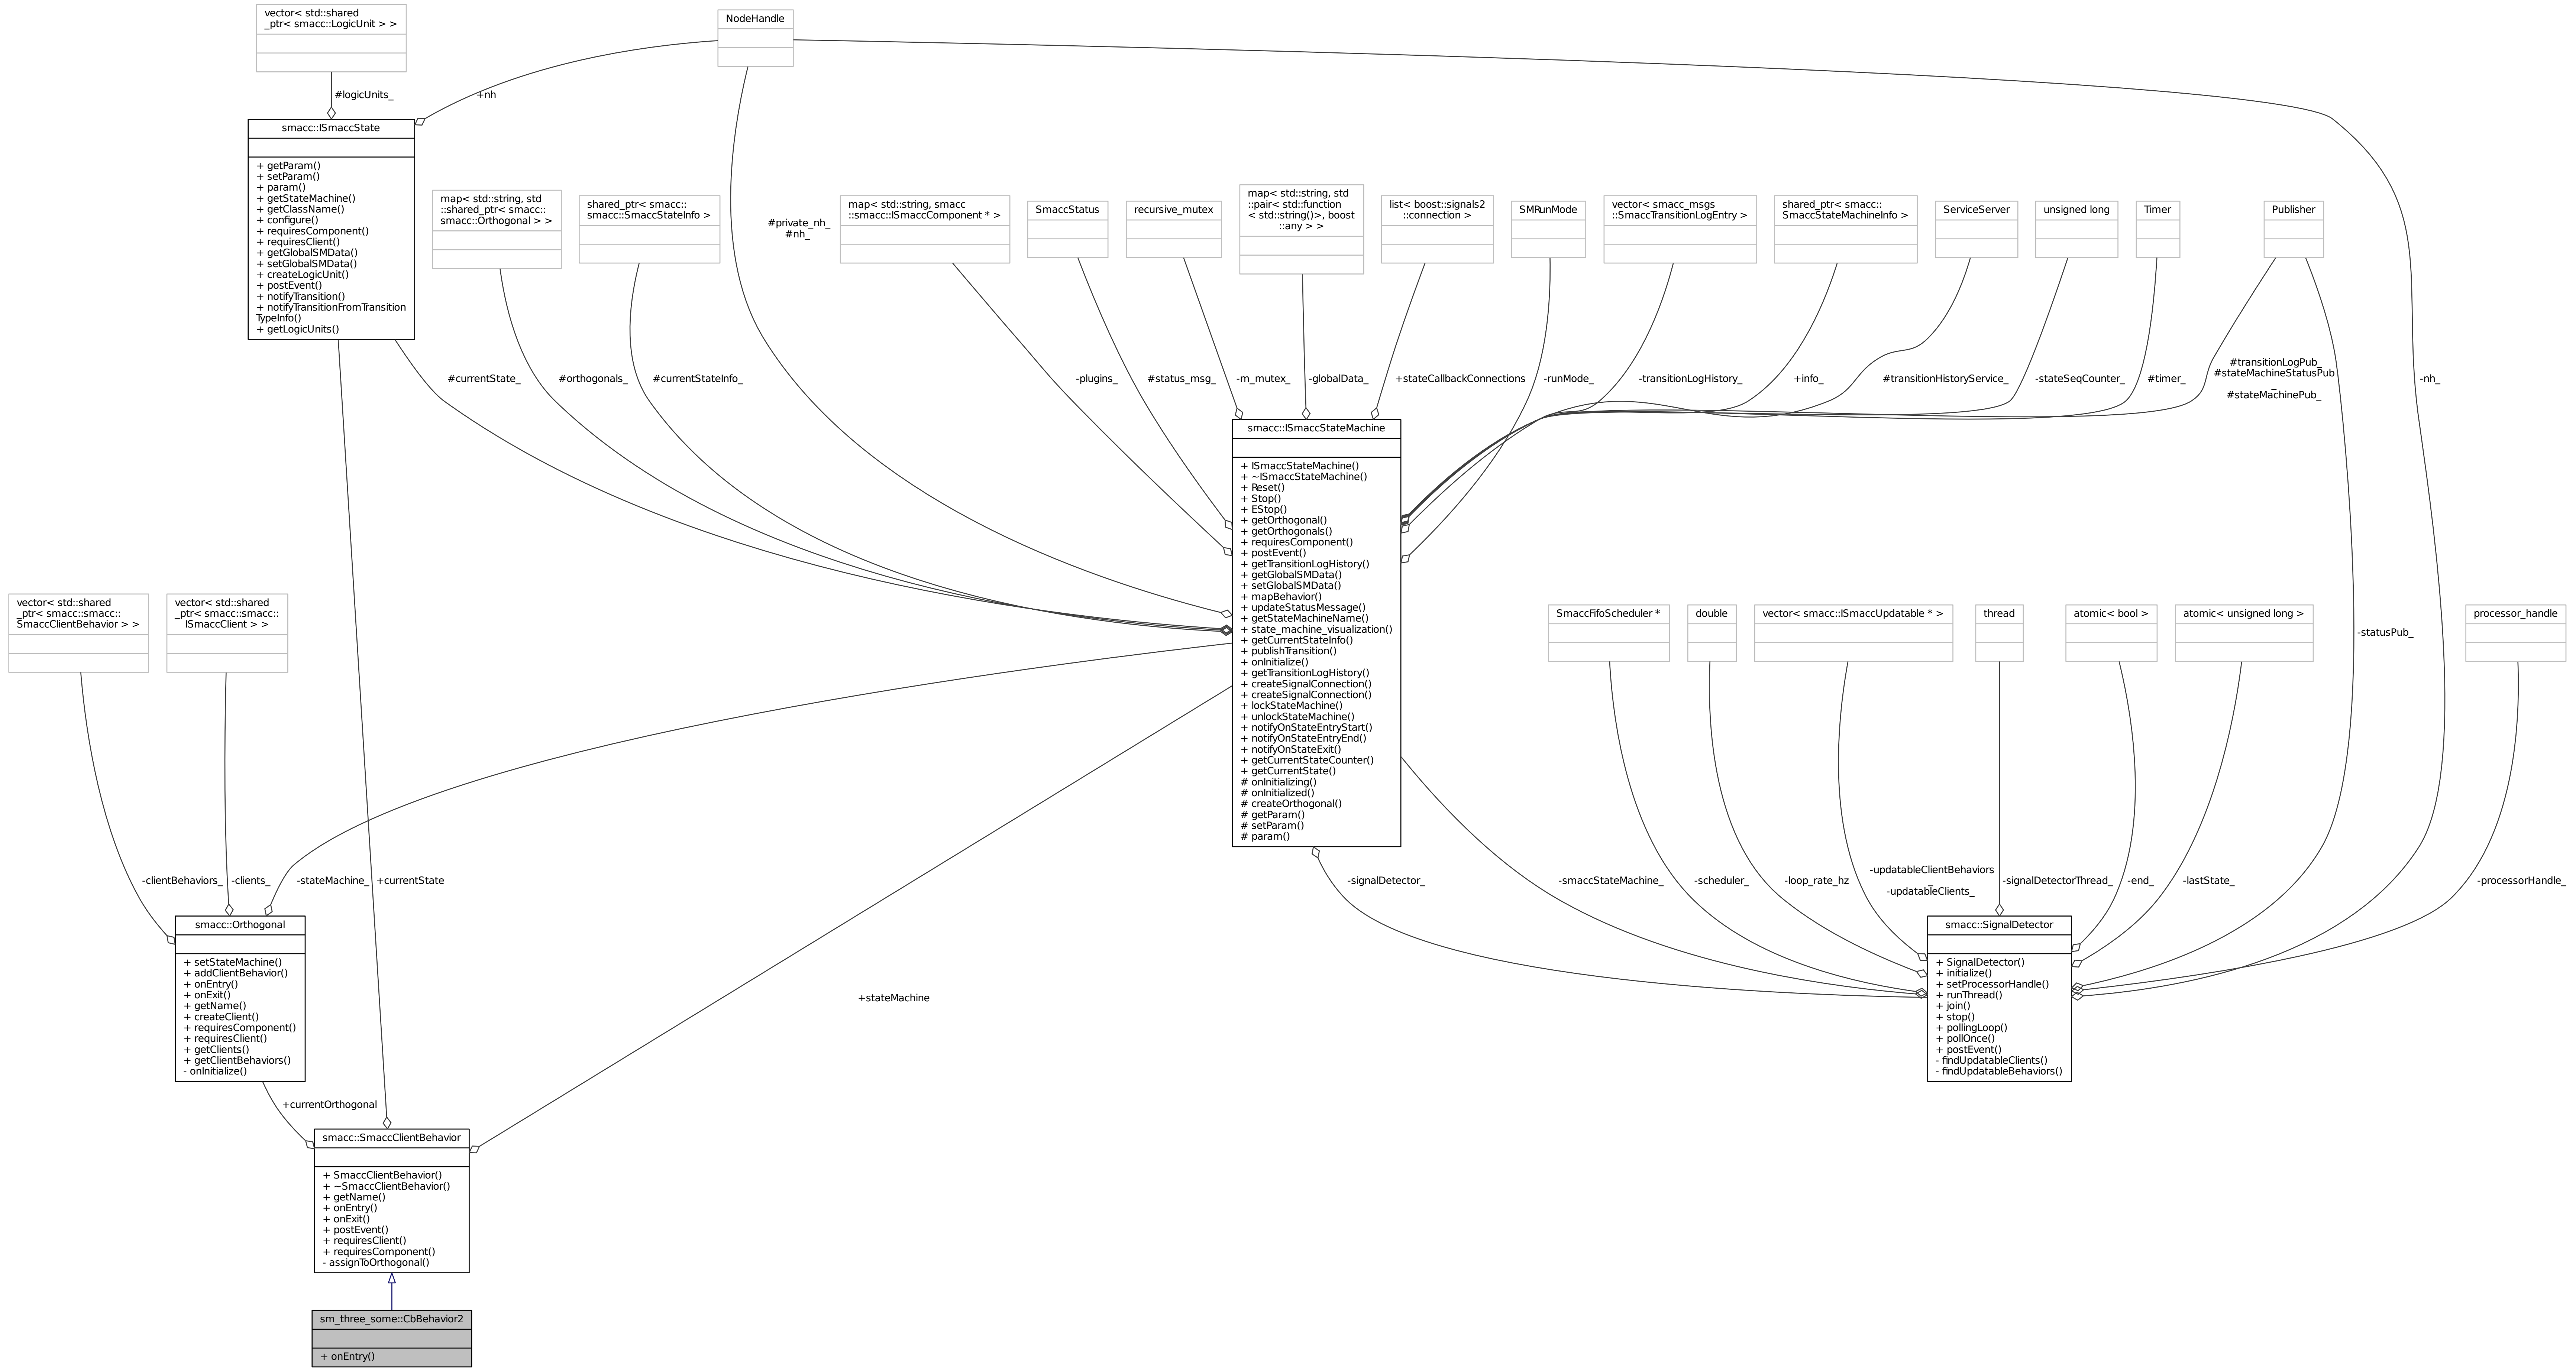 vector< std::shared
_ptr< smacc::LogicUnit > >
NodeHandle
#logicUnits_
+nh
smacc::ISmaccState
+ getParam()
+ setParam()
+ param()
+ getStateMachine()
+ getClassName()
+ configure()
+ requiresComponent()
+ requiresClient()
+ getGlobalSMData()
+ setGlobalSMData()
+ createLogicUnit()
+ postEvent()
+ notifyTransition()
+ notifyTransitionFromTransition
TypeInfo()
+ getLogicUnits()
map< std::string, std
::shared_ptr< smacc::
smacc::Orthogonal > >
shared_ptr< smacc::
smacc::SmaccStateInfo >
#private_nh_
#nh_
map< std::string, smacc
::smacc::ISmaccComponent * >
SmaccStatus
recursive_mutex
map< std::string, std
::pair< std::function
< std::string()>, boost
::any > >
list< boost::signals2
::connection >
SMRunMode
vector< smacc_msgs
::SmaccTransitionLogEntry >
shared_ptr< smacc::
SmaccStateMachineInfo >
ServiceServer
unsigned long
Timer
Publisher
#currentState_
#orthogonals_
#currentStateInfo_
-plugins_
#status_msg_
-m_mutex_
-globalData_
+stateCallbackConnections
-runMode_
-transitionLogHistory_
+info_
#transitionHistoryService_
-stateSeqCounter_
#timer_
#transitionLogPub_
#stateMachineStatusPub
_
#stateMachinePub_
-nh_
smacc::ISmaccStateMachine
+ ISmaccStateMachine()
+ ~ISmaccStateMachine()
+ Reset()
+ Stop()
+ EStop()
+ getOrthogonal()
+ getOrthogonals()
+ requiresComponent()
+ postEvent()
+ getTransitionLogHistory()
+ getGlobalSMData()
+ setGlobalSMData()
+ mapBehavior()
+ updateStatusMessage()
+ getStateMachineName()
+ state_machine_visualization()
+ getCurrentStateInfo()
+ publishTransition()
+ onInitialize()
+ getTransitionLogHistory()
+ createSignalConnection()
+ createSignalConnection()
+ lockStateMachine()
+ unlockStateMachine()
+ notifyOnStateEntryStart()
+ notifyOnStateEntryEnd()
+ notifyOnStateExit()
+ getCurrentStateCounter()
+ getCurrentState()
# onInitializing()
# onInitialized()
# createOrthogonal()
# getParam()
# setParam()
# param()
vector< std::shared
_ptr< smacc::smacc::
SmaccClientBehavior > >
vector< std::shared
_ptr< smacc::smacc::
ISmaccClient > >
SmaccFifoScheduler *
double
vector< smacc::ISmaccUpdatable * >
thread
atomic< bool >
atomic< unsigned long >
-statusPub_
processor_handle
-clientBehaviors_
-clients_
-stateMachine_
+currentState
-signalDetector_
-smaccStateMachine_
-scheduler_
-loop_rate_hz
-updatableClientBehaviors
_
-updatableClients_
-signalDetectorThread_
-end_
-lastState_
-processorHandle_
smacc::Orthogonal
+ setStateMachine()
+ addClientBehavior()
+ onEntry()
+ onExit()
+ getName()
+ createClient()
+ requiresComponent()
+ requiresClient()
+ getClients()
+ getClientBehaviors()
- onInitialize()
+stateMachine
smacc::SignalDetector
+ SignalDetector()
+ initialize()
+ setProcessorHandle()
+ runThread()
+ join()
+ stop()
+ pollingLoop()
+ pollOnce()
+ postEvent()
- findUpdatableClients()
- findUpdatableBehaviors()
+currentOrthogonal
smacc::SmaccClientBehavior
+ SmaccClientBehavior()
+ ~SmaccClientBehavior()
+ getName()
+ onEntry()
+ onExit()
+ postEvent()
+ requiresClient()
+ requiresComponent()
- assignToOrthogonal()
sm_three_some::CbBehavior2
+ onEntry()